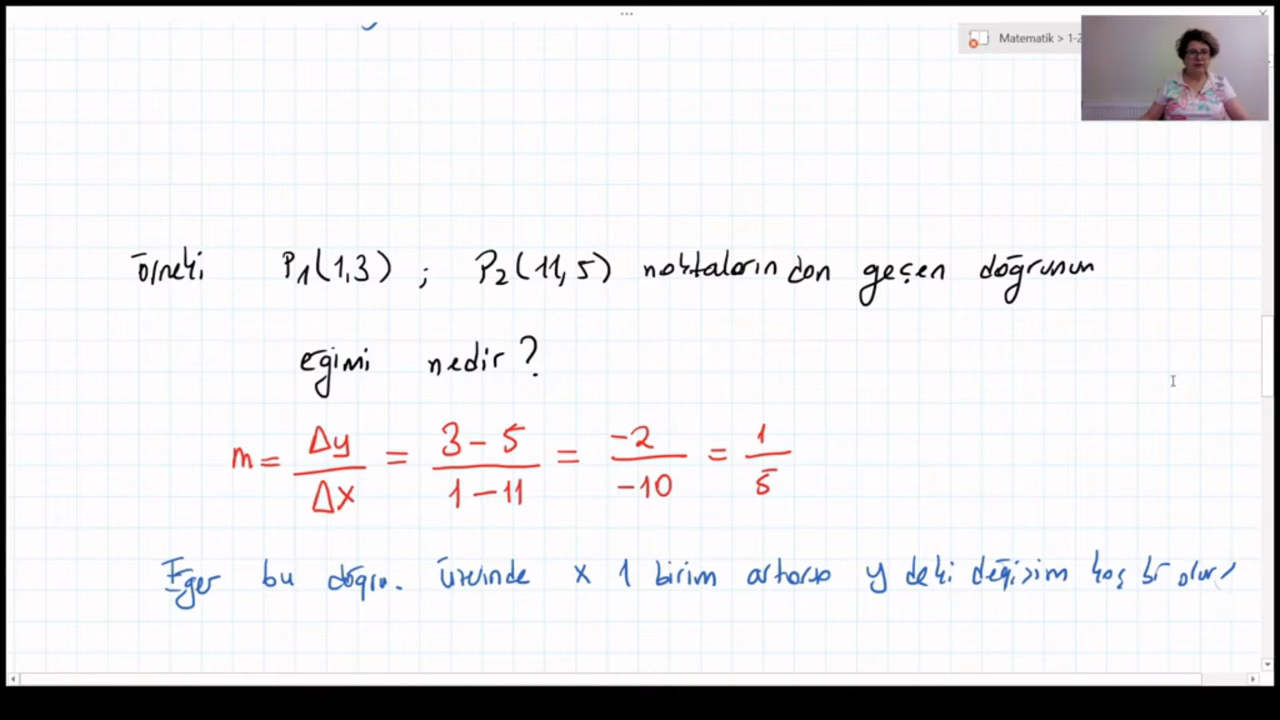 Matematik > 1-2
örnek: P₁(1,3) ; P₂(11,5) noktalarından geçen doğrunun
eğimi nedir?
m = Δy/Δx = 3-5/1-11 = -2/-10 = 1/5
Eğer bu doğru. üzerinde x 1 birim artarsa y deki değişim kaç br olur